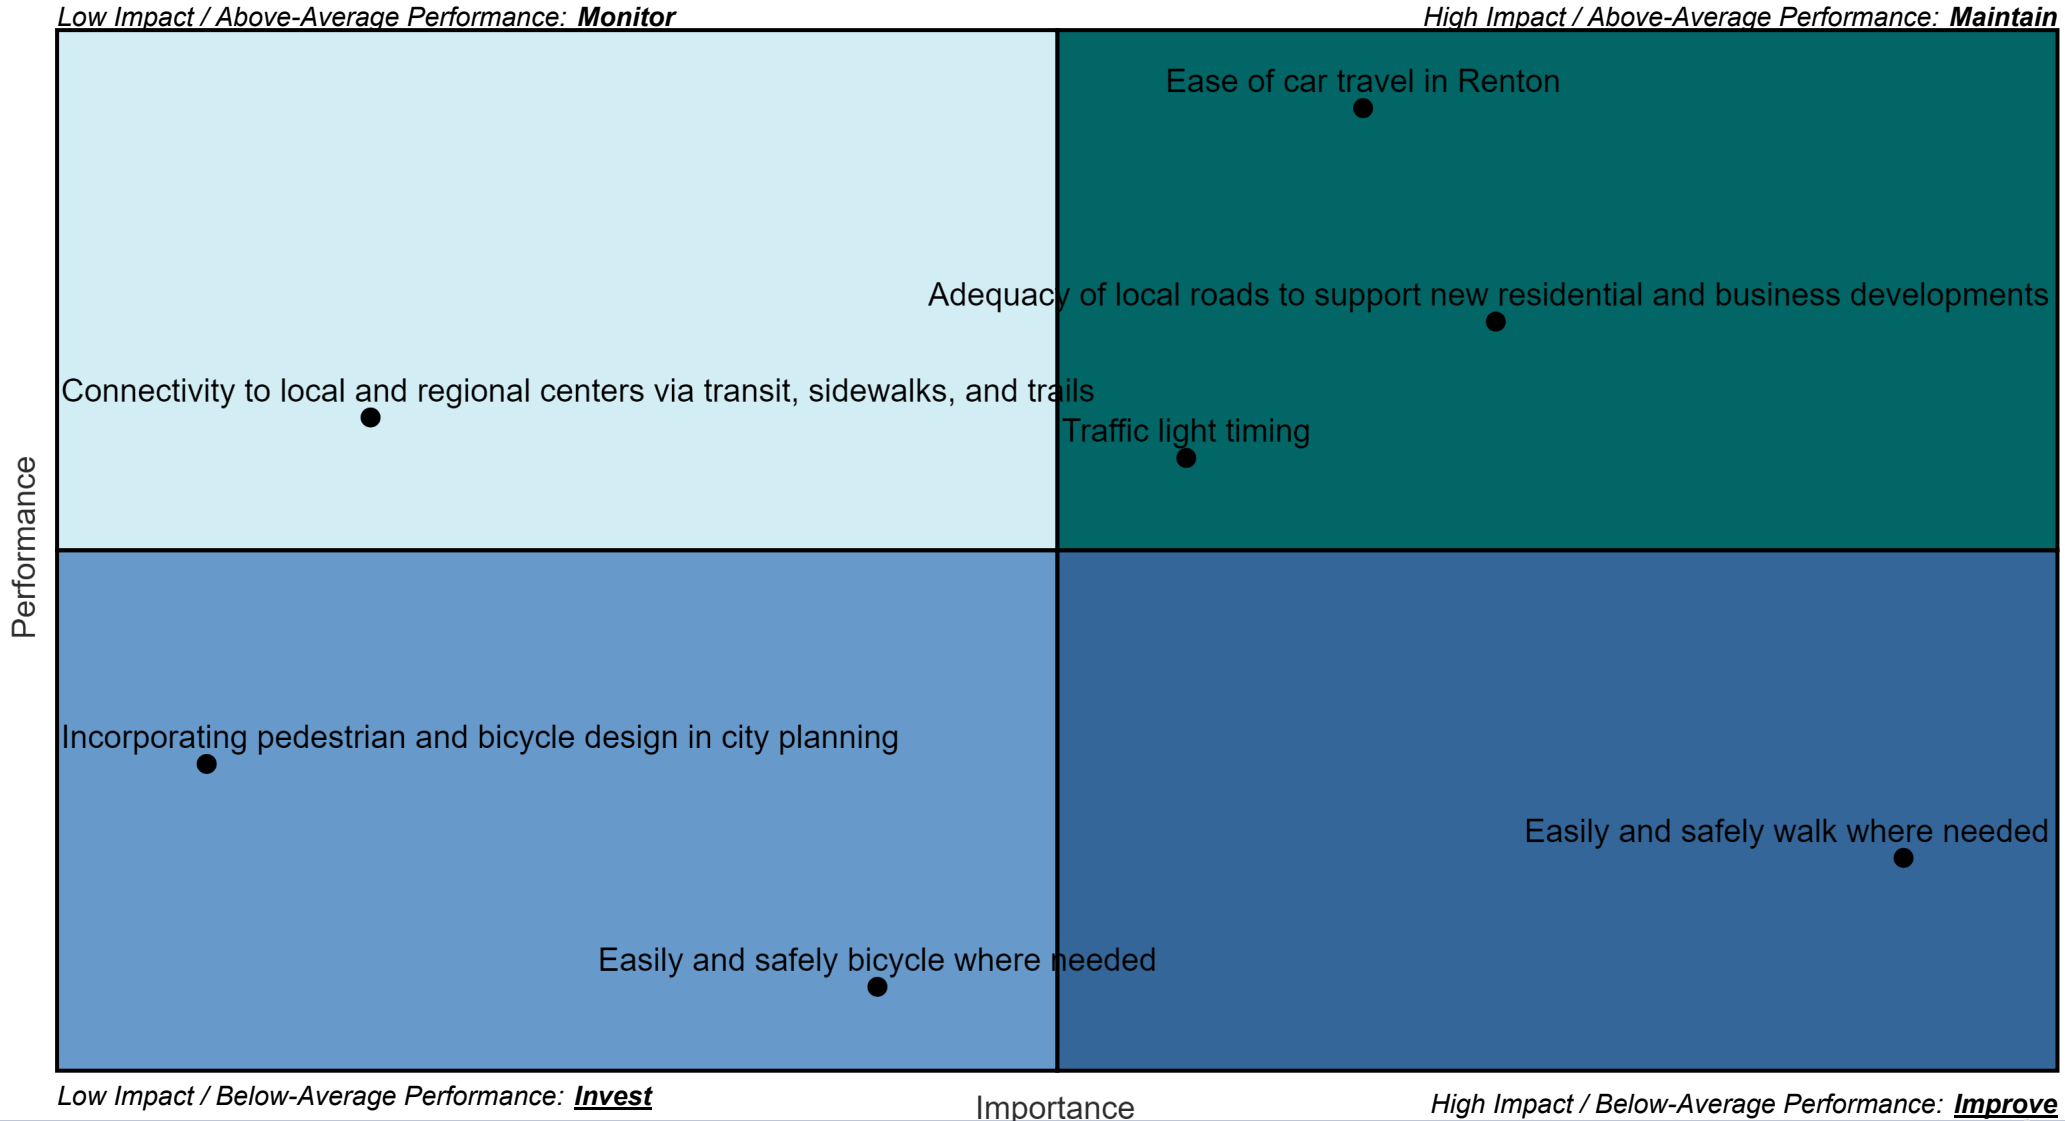 Low Impact / Above-Average Performance: Monitor
High Impact / Above-Average Performance: Maintain
Ease of car travel in Renton
Adequacy of local roads to support new residential and business developments
Connectivity to local and regional centers via transit, sidewalks, and trails
Traffic light timing
Performance
Incorporating pedestrian and bicycle design in city planning
Easily and safely walk where needed
Easily and safely bicycle where needed
Low Impact / Below-Average Performance: Invest
Importance
High Impact / Below-Average Performance: Improve